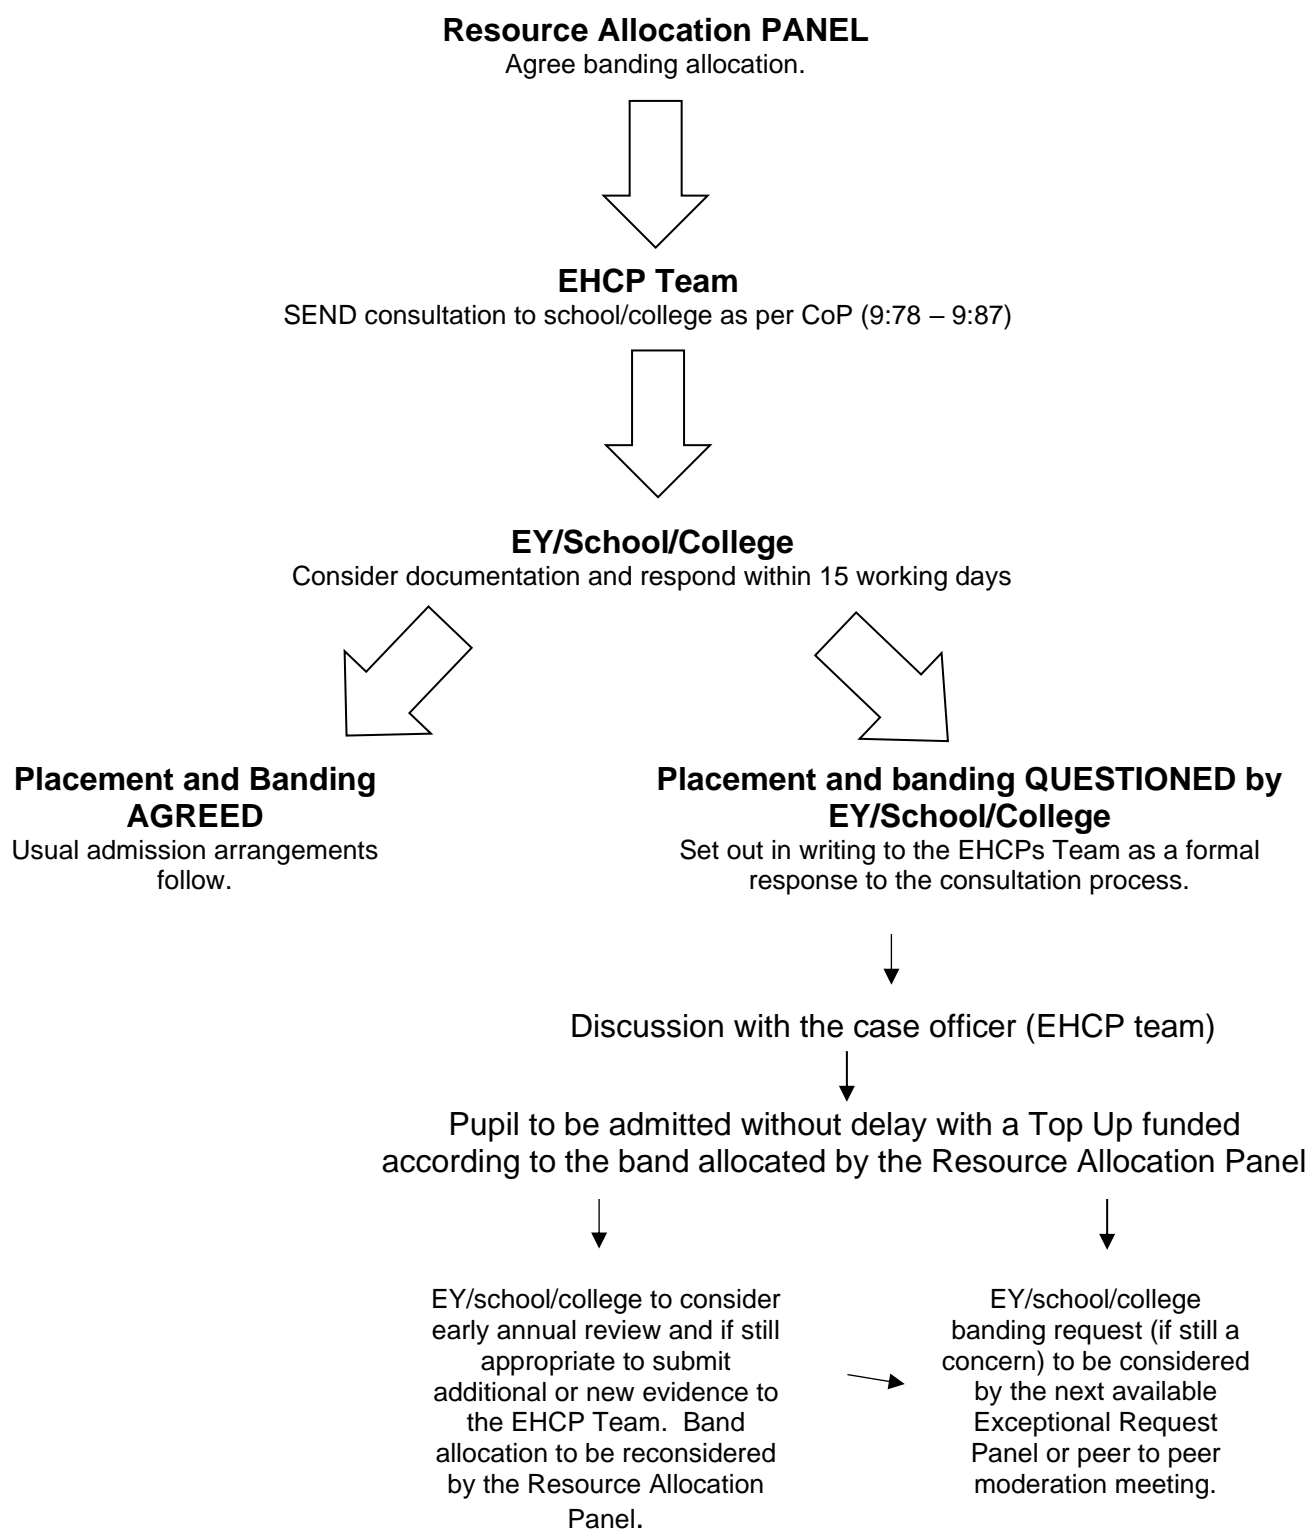 Resource Allocation PANEL
Agree banding allocation.
EHCP Team
SEND consultation to school/college as per CoP (9:78 – 9:87)
EY/School/College
Consider documentation and respond within 15 working days
Placement and Banding
AGREED
Usual admission arrangements
follow.
Placement and banding QUESTIONED by
EY/School/College
Set out in writing to the EHCPs Team as a formal
response to the consultation process.
Discussion with the case officer (EHCP team)
Pupil to be admitted without delay with a Top Up funded
according to the band allocated by the Resource Allocation Panel
EY/school/college to consider
early annual review and if still
appropriate to submit
additional or new evidence to
the EHCP Team.  Band
allocation to be reconsidered
by the Resource Allocation
Panel.
EY/school/college
banding request (if still a
concern) to be considered
by the next available
Exceptional Request
Panel or peer to peer
moderation meeting.